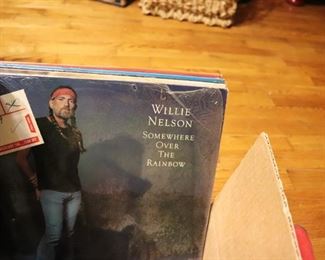 WILLIE
NELSON
SOMEWHERE
OVER
THE
RAINBOW